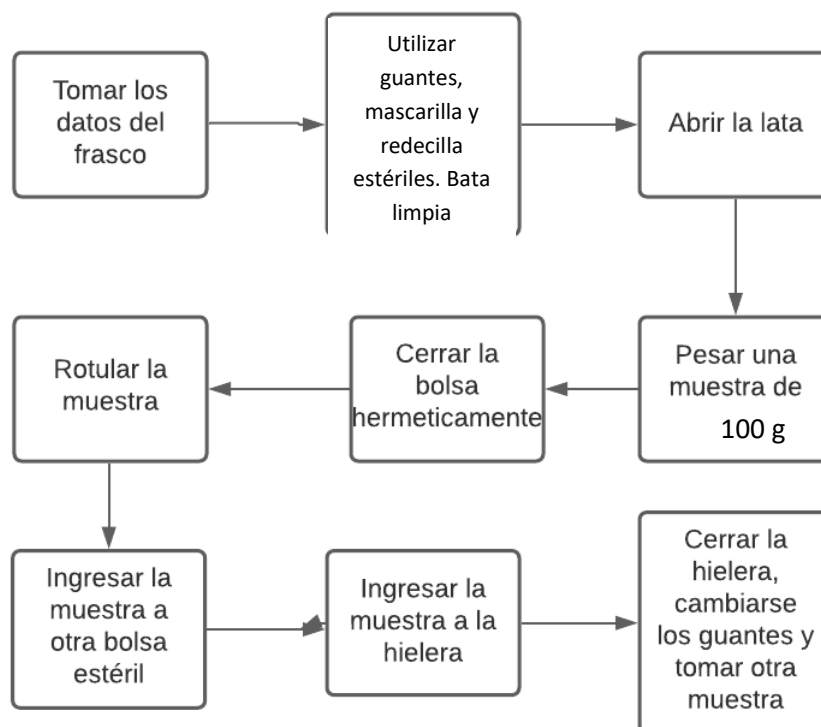 Tomar los
datos del
frasco
Utilizar
guantes,
mascarilla y
redecilla
estériles. Bata
limpia
Abrir la lata
Pesar una
muestra de
100 g
Cerrar la
bolsa
hermeticamente
Rotular la
muestra
Ingresar la
muestra a
otra bolsa
estéril
Ingresar la
muestra a la
hielera
Cerrar la
hielera,
cambiarse
los guantes y
tomar otra
muestra